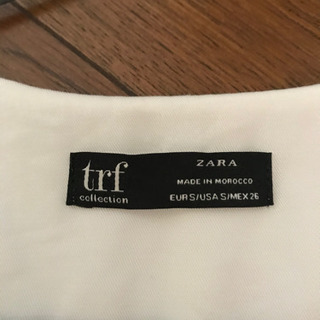 trf
collection
ZARA
MADE IN MOROCCO
EUR S/USA S/MEX 26